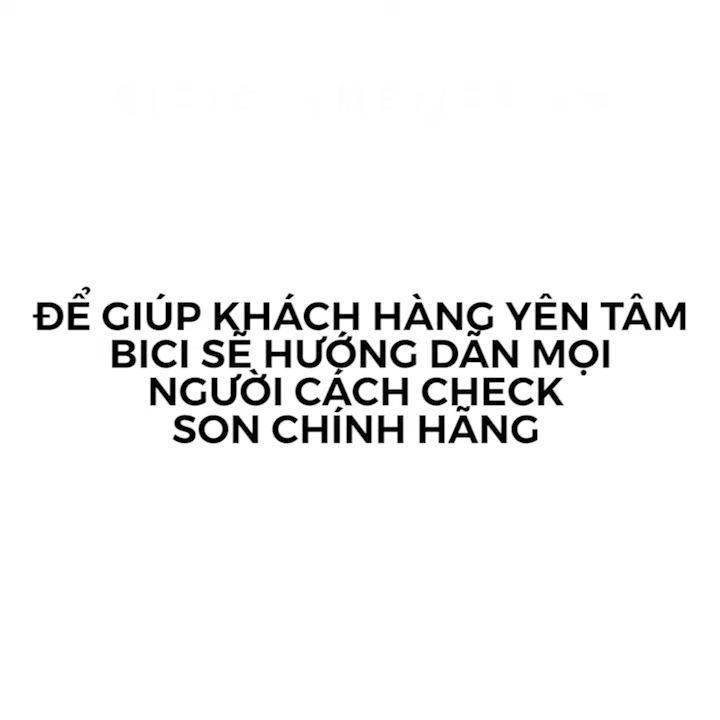 ĐỂ GIÚP KHÁCH HÀNG YÊN TÂM
BICI SẼ HƯỚNG DẪN MỌI
NGƯỜI CÁCH CHECK
SON CHÍNH HÃNG